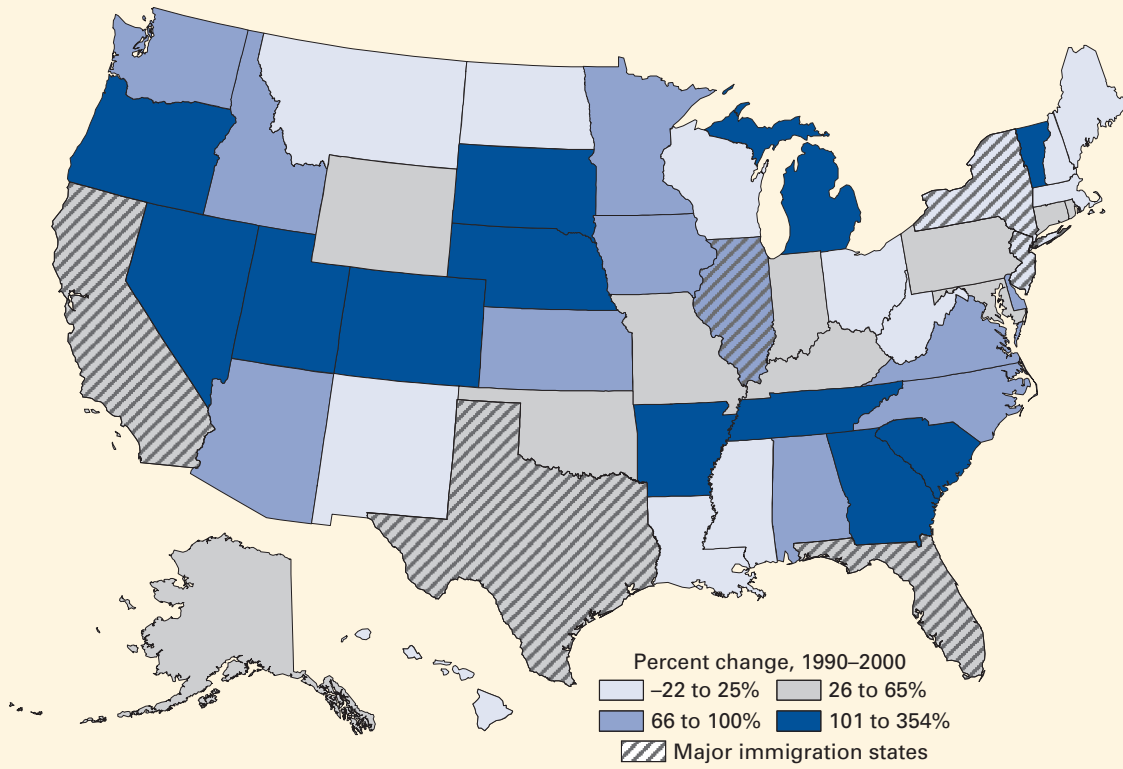 Percent change, 1990–2000
–22 to 25% 26 to 65%
66 to 100% 101 to 354%
Major immigration states